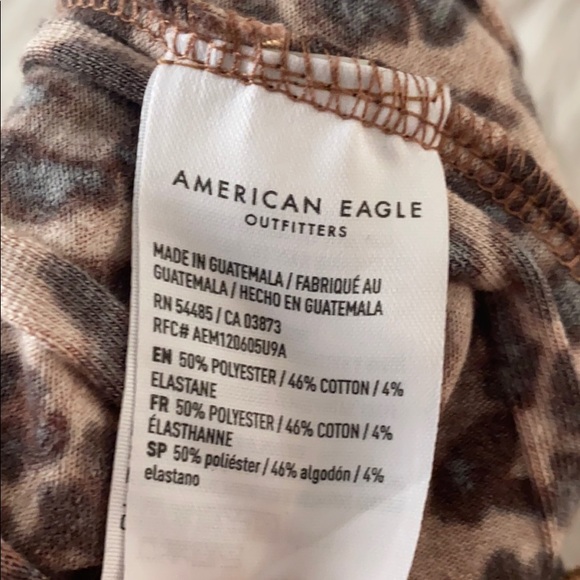 AMERICAN EAGLE
OUTFITTERS
MADE IN GUATEMALA / FABRIQUÉ AU
GUATEMALA / HECHO EN GUATEMALA
RN 54485 / CA 03873
RFC# AEM120605U9A
EN 50% POLYESTER / 46% COTTON / 4%
ELASTANE
FR 50% POLYESTER / 46% COTON / 4%
ÉLASTHANNE
SP 50% poliéster / 46% algodón / 4%
elastano